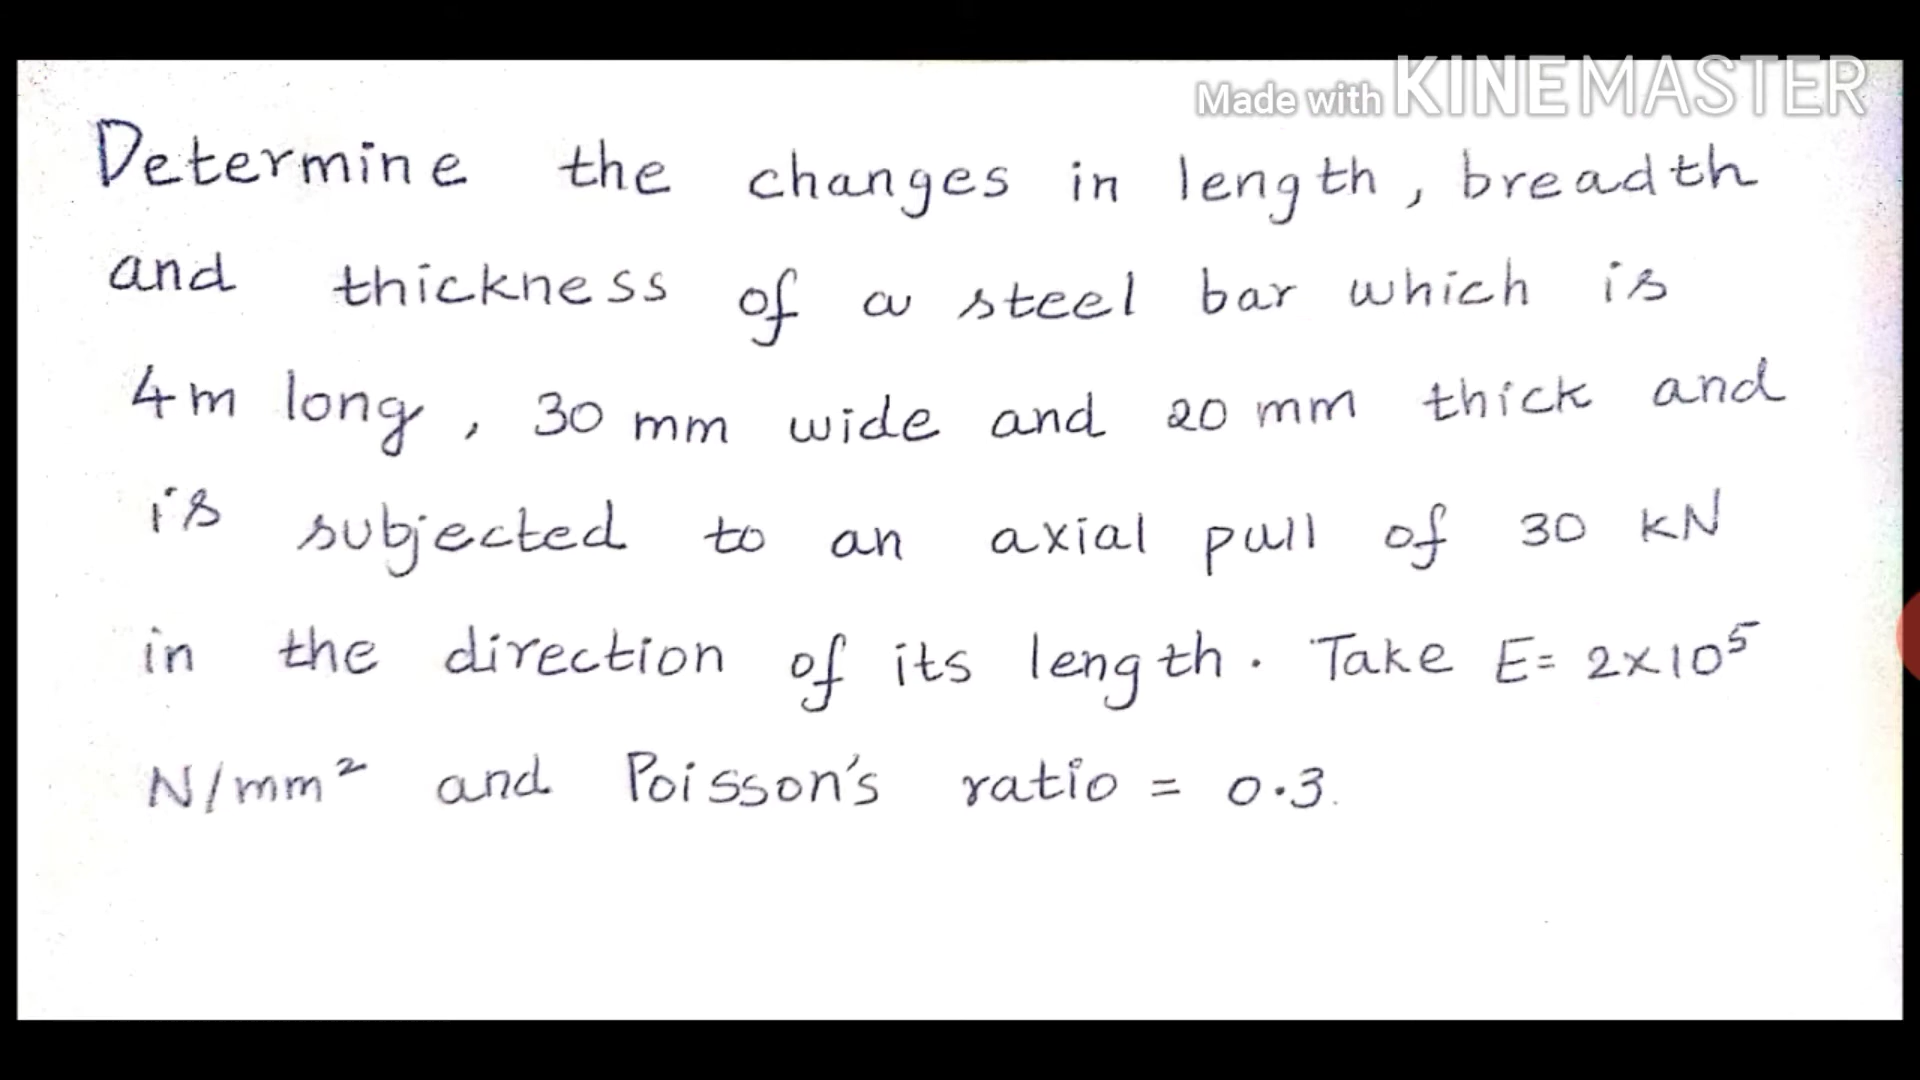 Made with KINEMASTER
Determine the changes in length, breadth
and thickness of a steel bar which is
4m long, 30 mm wide and 20 mm thick and
is subjected to an axial pull of 30 kN
in the direction of its length. Take E= 2×10⁵
N/mm² and Poisson's ratio = 0.3.